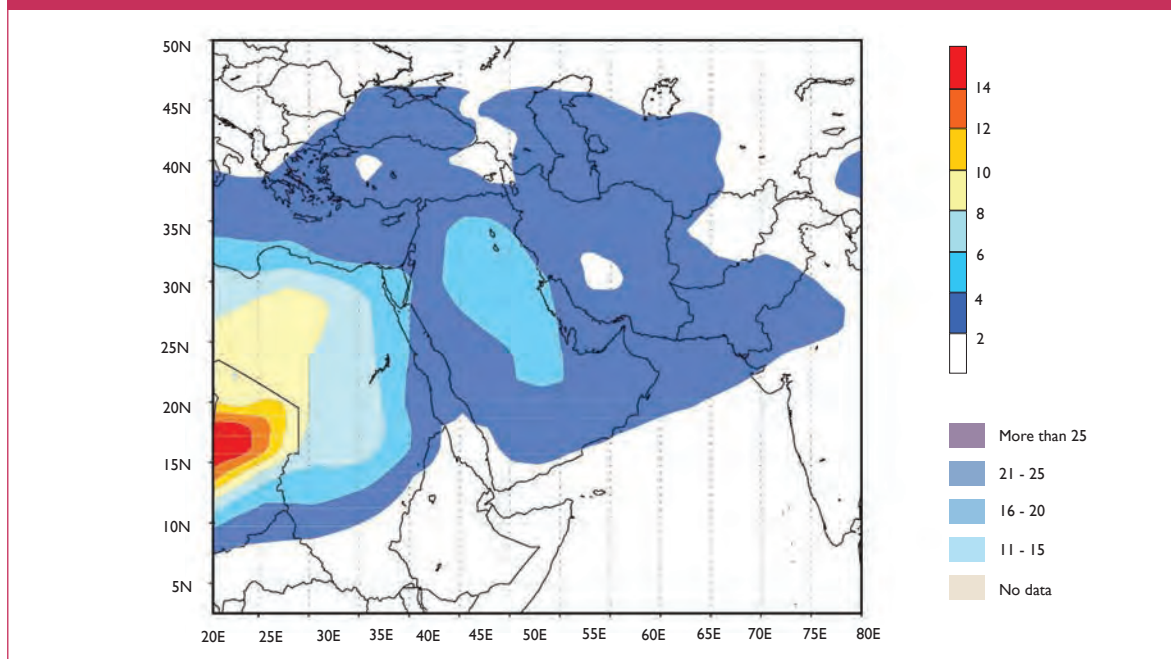 50N
45N
40N
35N
30N
25N
20N
15N
10N
5N
20E 25E 30E 35E 40E 45E 50E 55E 60E 65E 70E 75E 80E
14
12
10
8
6
4
2
More than 25
21 - 25
16 - 20
11 - 15
No data